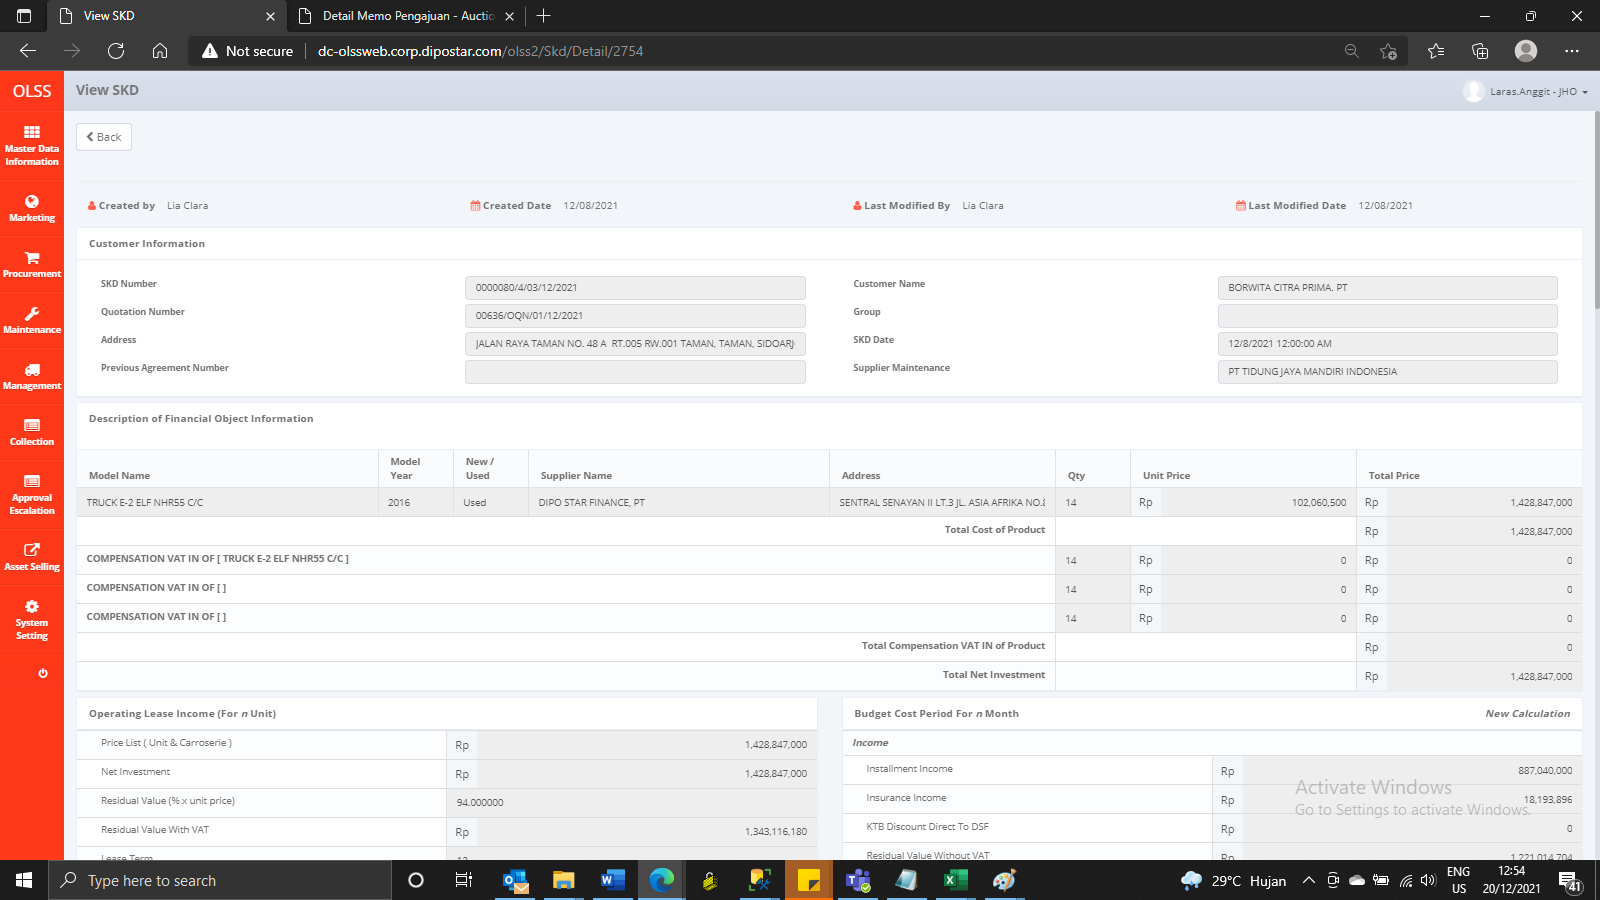 View SKD
Detail Memo Pengajuan - Auctio
Not secure
dc-olssweb.corp.dipostar.com/olss2/Skd/Detail/2754
OLSS
View SKD
Laras.Anggit - JHO
Master Data Information
Marketing
Procurement
Maintenance
Management
Collection
Approval Escalation
Asset Selling
System Setting
Back
Created by Lia Clara
Created Date 12/08/2021
Last Modified By Lia Clara
Last Modified Date 12/08/2021
Customer Information
SKD Number 0000080/4/03/12/2021
Customer Name BORWITA CITRA PRIMA. PT
Quotation Number 00636/OQN/01/12/2021
Group
Address JALAN RAYA TAMAN NO. 48 A RT.005 RW.001 TAMAN, TAMAN, SIDOARJ
SKD Date 12/8/2021 12:00:00 AM
Previous Agreement Number
Supplier Maintenance PT TIDUNG JAYA MANDIRI INDONESIA
Description of Financial Object Information
Model Name Model Year New / Used Supplier Name Address Qty Unit Price Total Price
TRUCK E-2 ELF NHR55 C/C 2016 Used DIPO STAR FINANCE, PT SENTRAL SENAYAN II LT.3 JL. ASIA AFRIKA NO. 14 Rp 102,060,500 Rp 1,428,847,000
Total Cost of Product Rp 1,428,847,000
COMPENSATION VAT IN OF [ TRUCK E-2 ELF NHR55 C/C ] 14 Rp 0 Rp 0
COMPENSATION VAT IN OF [ ] 14 Rp 0 Rp 0
COMPENSATION VAT IN OF [ ] 14 Rp 0 Rp 0
Total Compensation VAT IN of Product Rp 0
Total Net Investment Rp 1,428,847,000
Operating Lease Income (For n Unit)
Price List ( Unit & Carroserie ) Rp 1,428,847,000
Net Investment Rp 1,428,847,000
Residual Value (% x unit price) 94.000000
Residual Value With VAT Rp 1,343,116,180
Lease Term 12
Budget Cost Period For n Month New Calculation
Income
Installment Income Rp 887,040,000
Insurance Income Rp 18,193,896
KTB Discount Direct To DSF Rp 0
Residual Value Without VAT Rp 1,221,014,704
Activate Windows
Go to Settings to activate Windows.
Type here to search
29°C Hujan
ENG
US
12:54
20/12/2021
41